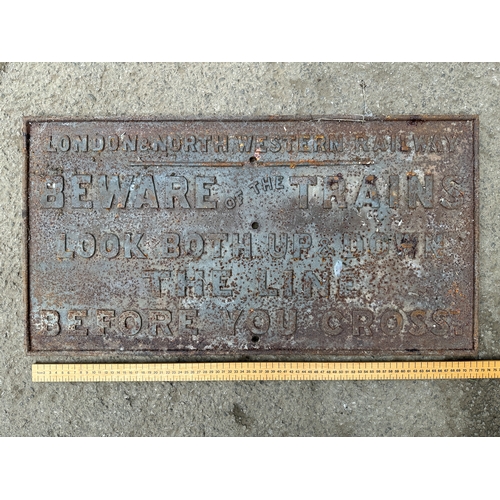 LONDON & NORTH WESTERN RAILWAY
BEWARE OF THE TRAINS
LOOK BOTH UP & DOWN
THE LINE
BEFORE YOU CROSS.